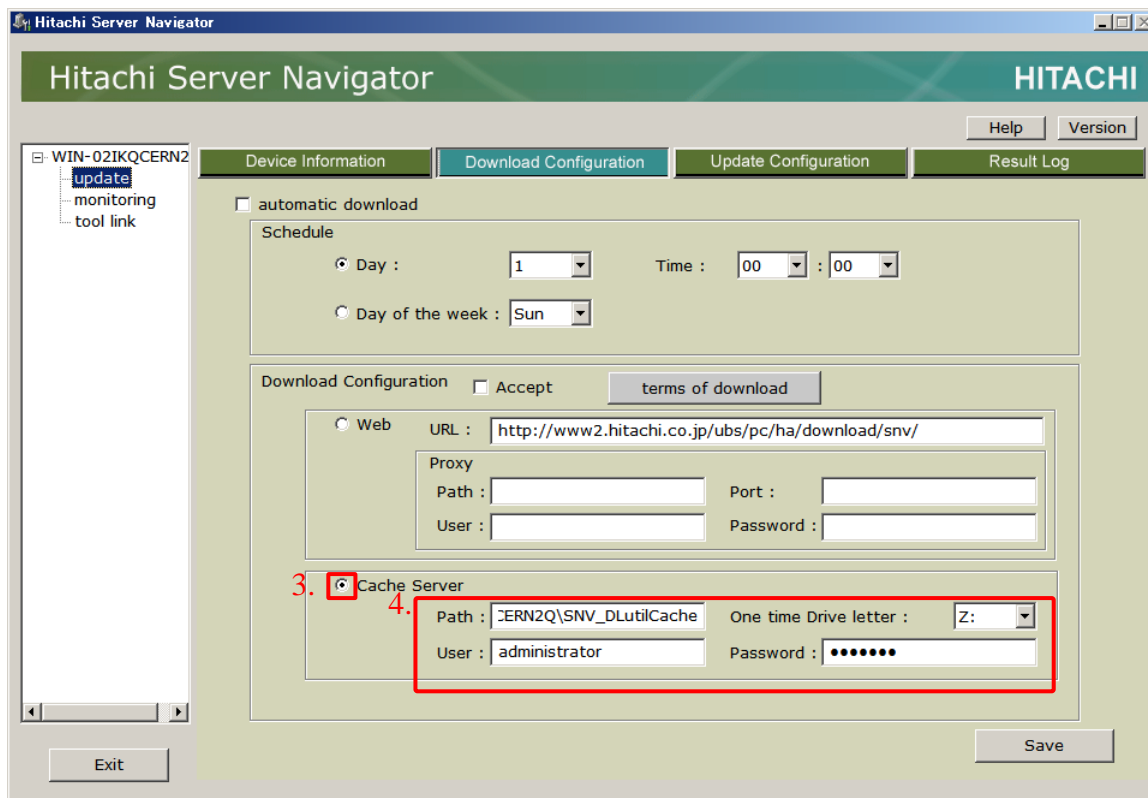 Hitachi Server Navigator
Hitachi Server Navigator HITACHI
Help Version
WIN-02IKQCERN2
update
monitoring
tool link
Device Information Download Configuration Update Configuration Result Log
automatic download
Schedule
Day : 1 Time : 00 : 00
Day of the week : Sun
Download Configuration Accept terms of download
Web URL : http://www2.hitachi.co.jp/ubs/pc/ha/download/snv/
Proxy
Path : Port :
User : Password :
3. Cache Server
4.
Path : CERN2Q\SNV_DLutilCache One time Drive letter : Z:
User : administrator Password : ●●●●●●●
Save
Exit